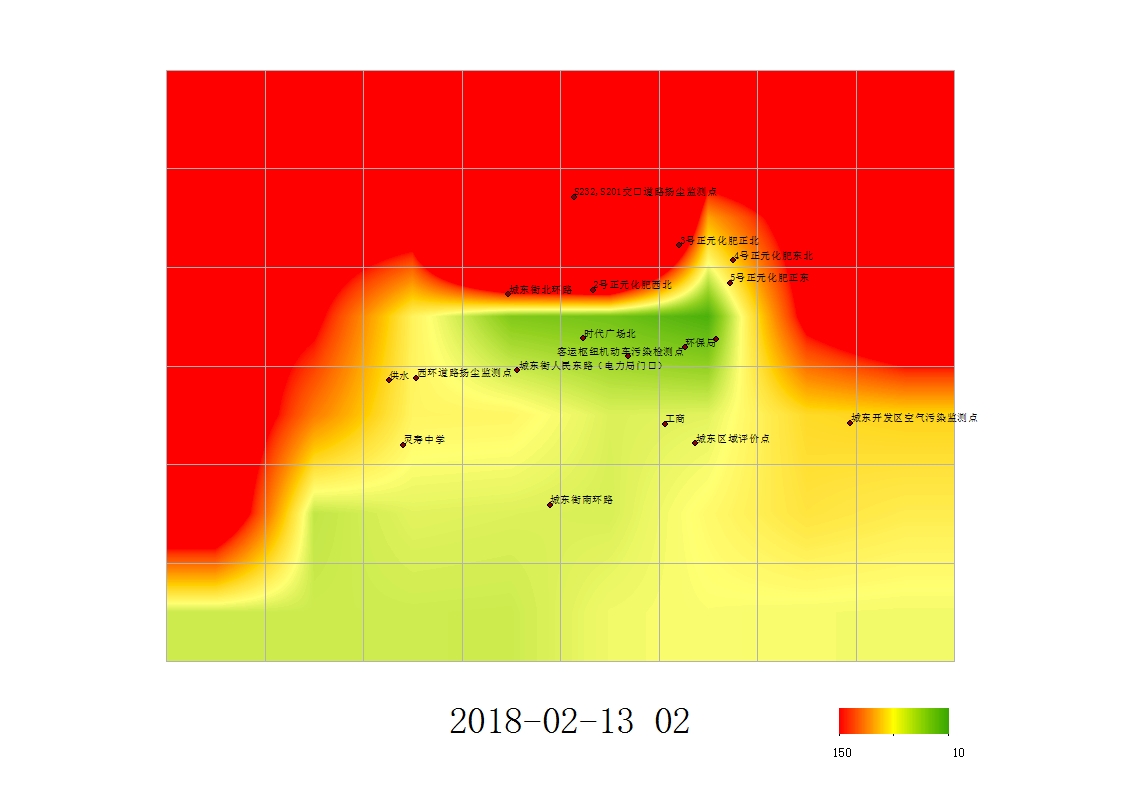 S232,S201交口道路扬尘监测点
3号正元化肥正北
4号正元化肥东北
5号正元化肥正东
2号正元化肥西北
城东街北环路
时代广场北
环保局
客运枢纽机动车污染检测点
城东街人民东路（电力局门口）
供水
西环道路扬尘监测点
工商
城东开发区空气污染监测点
灵寿中学
城东区域评价点
城东街南环路
2018-02-13 02
150
10